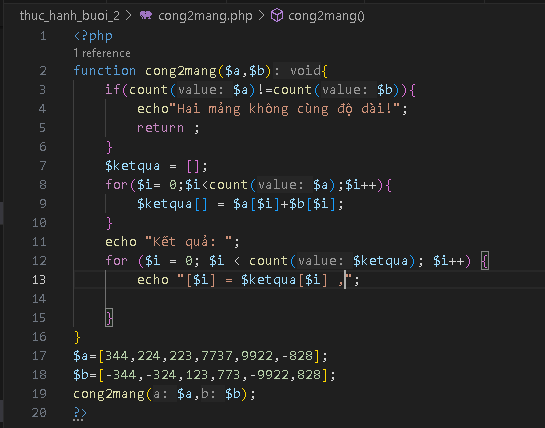 thuc_hanh_buoi_2 > cong2mang.php > cong2mang()
1 <?php
1 reference
2 function cong2mang($a,$b): void{
3 if(count(value: $a)!=count(value: $b)){
4 echo"Hai mảng không cùng độ dài!";
5 return ;
6 }
7 $ketqua = [];
8 for($i= 0;$i<count(value: $a);$i++){
9 $ketqua[] = $a[$i]+$b[$i];
10 }
11 echo "Kết quả: ";
12 for ($i = 0; $i < count(value: $ketqua); $i++) {
13 echo "[$i] = $ketqua[$i] ,";
14
15 }
16 }
17 $a=[344,224,223,7737,9922,-828];
18 $b=[-344,-324,123,773,-9922,828];
19 cong2mang(a: $a,b: $b);
20 ?>